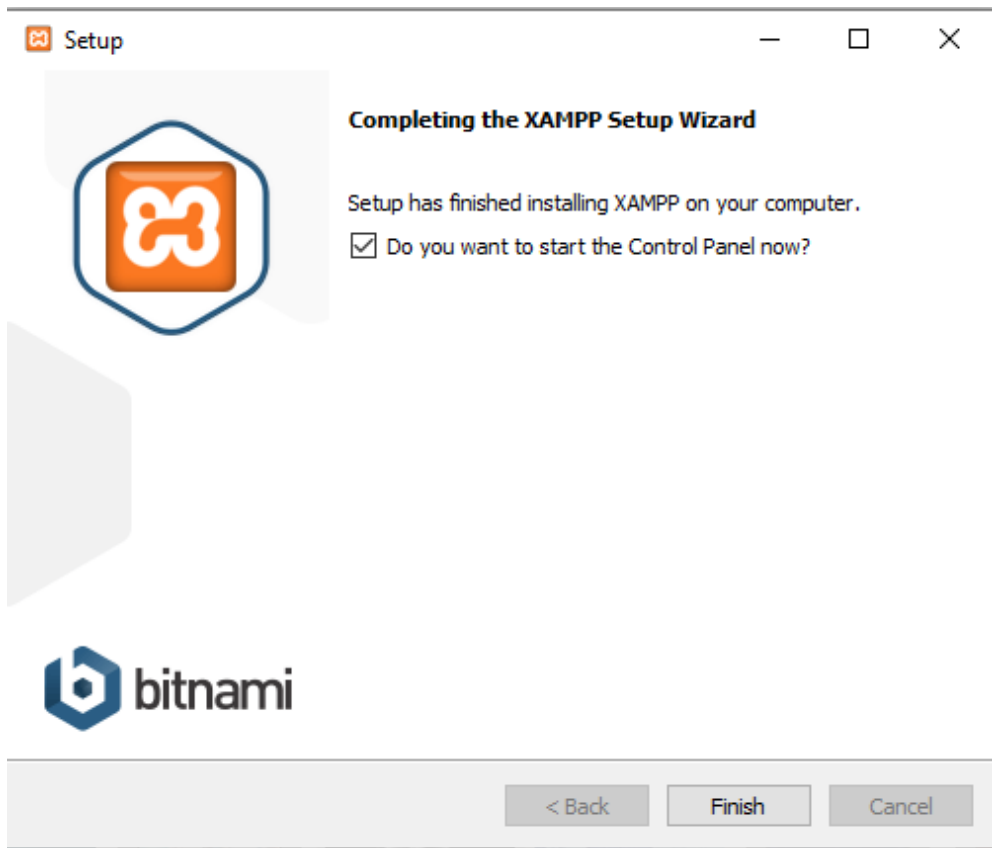 Setup
Completing the XAMPP Setup Wizard
Setup has finished installing XAMPP on your computer.
Do you want to start the Control Panel now?
bitnami
< Back
Finish
Cancel